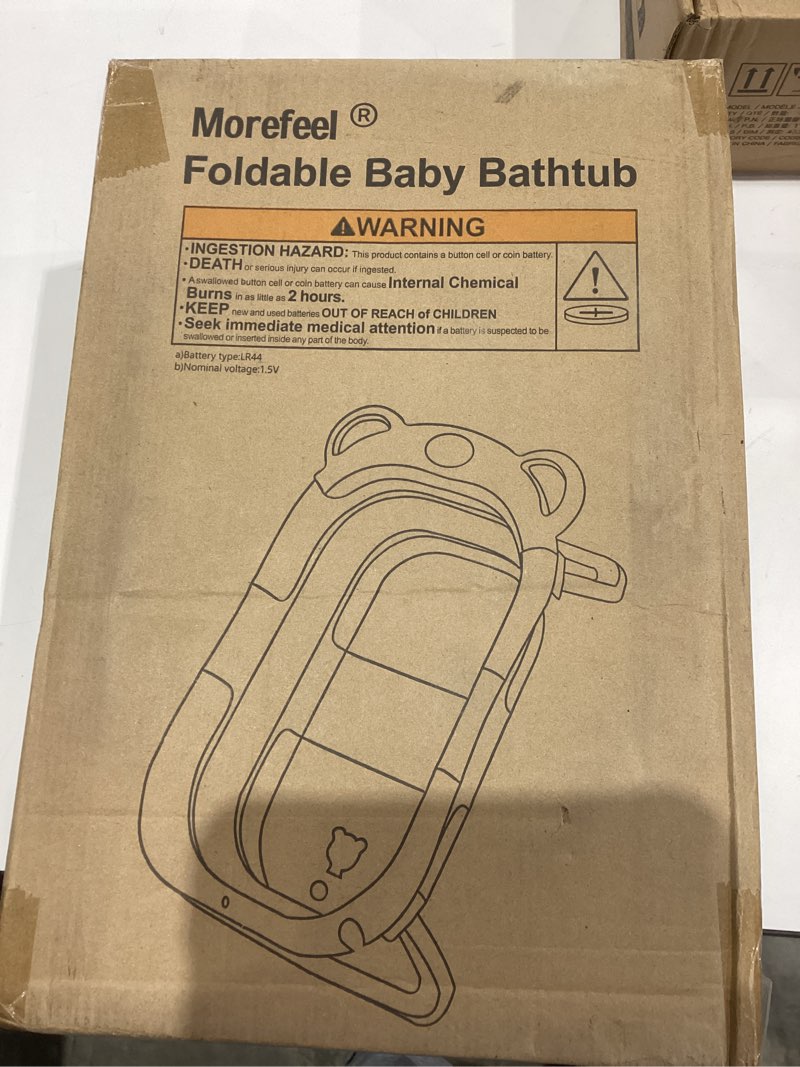 Morefeel ®
Foldable Baby Bathtub
WARNING
·INGESTION HAZARD: This product contains a button cell or coin battery.
·DEATH or serious injury can occur if ingested.
·A swallowed button cell or coin battery can cause Internal Chemical
Burns in as little as 2 hours.
·KEEP new and used batteries OUT OF REACH of CHILDREN
·Seek immediate medical attention if a battery is suspected to be
swallowed or inserted inside any part of the body.
a)Battery type:LR44
b)Nominal voltage:1.5V
MODEL / MODÈLE